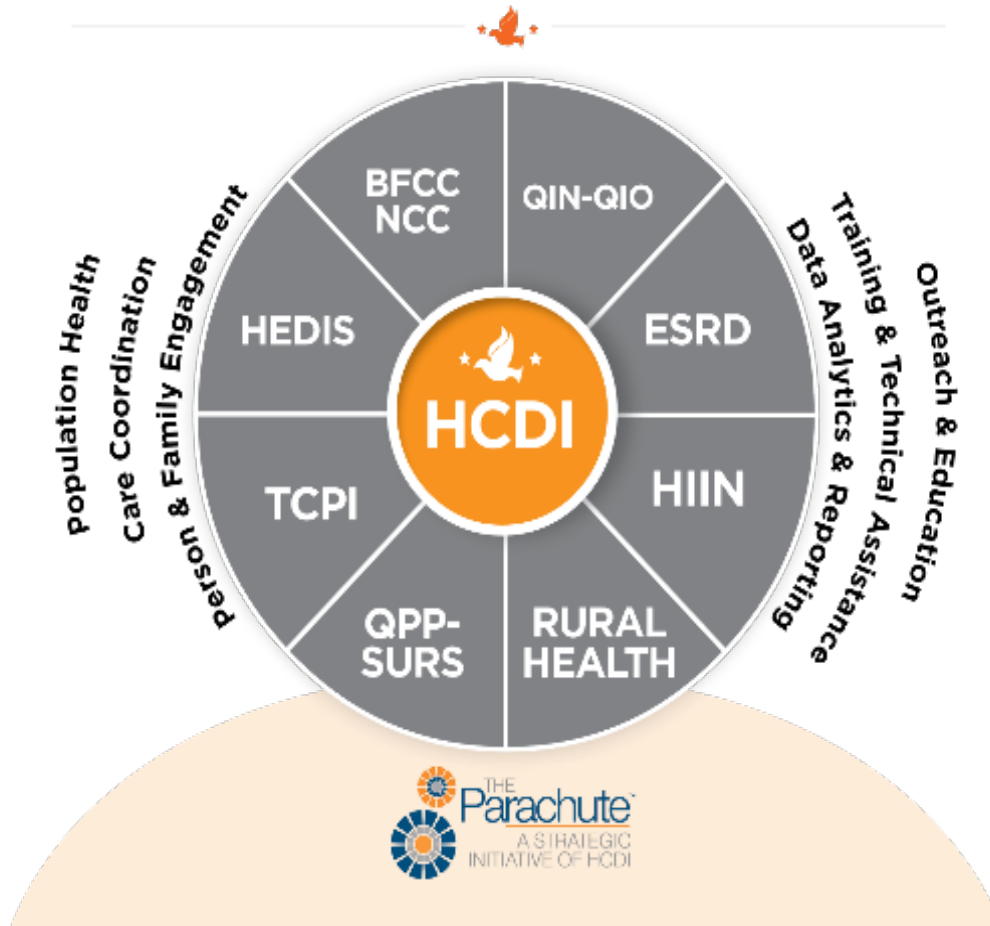 BFCC
NCC
QIN-QIO
HEDIS
ESRD
HCDI
TCPI
HIIN
QPP-
SURS
RURAL
HEALTH
Population Health
Care Coordination
Person & Family Engagement
Data Analytics & Reporting
Training & Technical Assistance
Outreach & Education
THE
Parachute™
A STRATEGIC
INITIATIVE OF HCDI